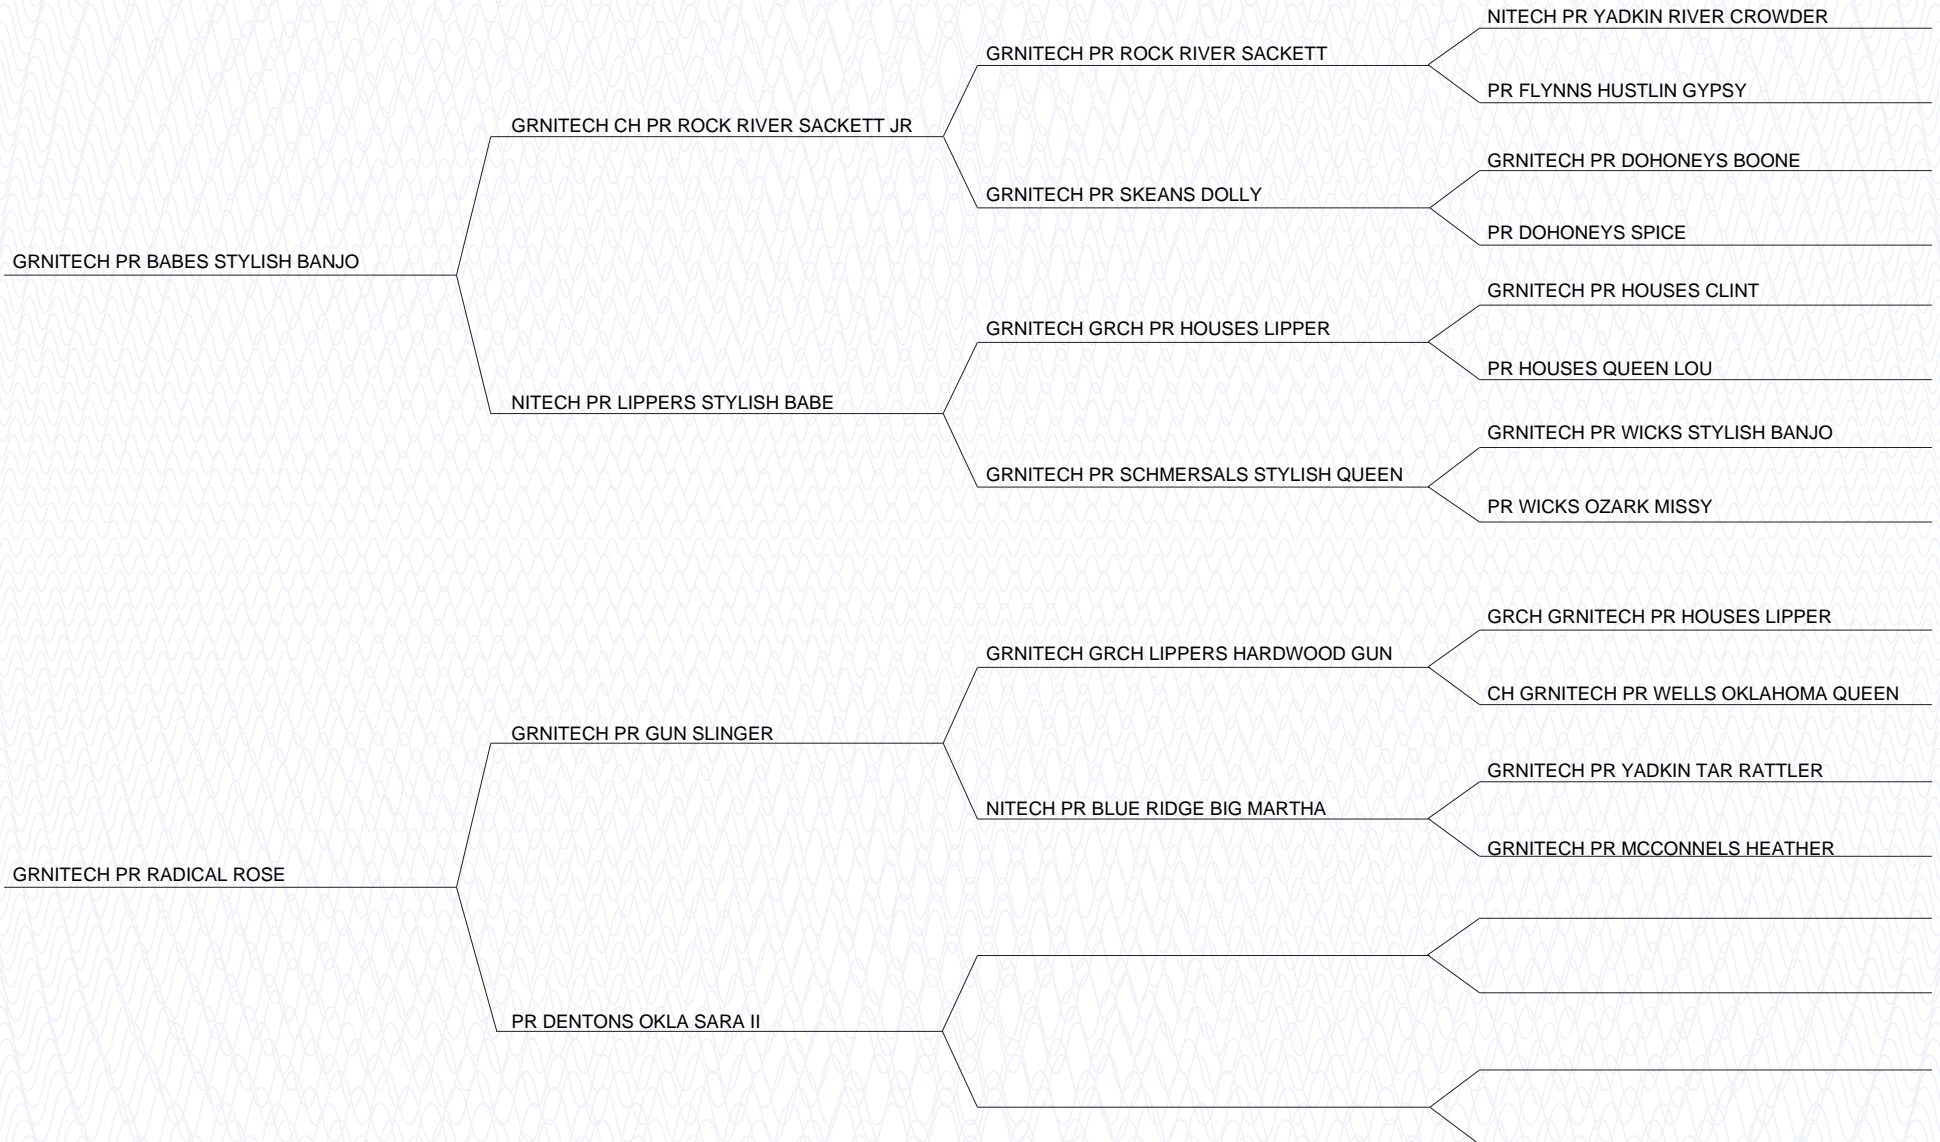 NITECH PR YADKIN RIVER CROWDER
GRNITECH PR ROCK RIVER SACKETT
PR FLYNNS HUSTLIN GYPSY
GRNITECH CH PR ROCK RIVER SACKETT JR
GRNITECH PR DOHONEYS BOONE
GRNITECH PR SKEANS DOLLY
PR DOHONEYS SPICE
GRNITECH PR BABES STYLISH BANJO
GRNITECH PR HOUSES CLINT
GRNITECH GRCH PR HOUSES LIPPER
PR HOUSES QUEEN LOU
NITECH PR LIPPERS STYLISH BABE
GRNITECH PR WICKS STYLISH BANJO
GRNITECH PR SCHMERSALS STYLISH QUEEN
PR WICKS OZARK MISSY
GRCH GRNITECH PR HOUSES LIPPER
GRNITECH GRCH LIPPERS HARDWOOD GUN
CH GRNITECH PR WELLS OKLAHOMA QUEEN
GRNITECH PR GUN SLINGER
GRNITECH PR YADKIN TAR RATTLER
NITECH PR BLUE RIDGE BIG MARTHA
GRNITECH PR MCCONNELS HEATHER
GRNITECH PR RADICAL ROSE
PR DENTONS OKLA SARA II